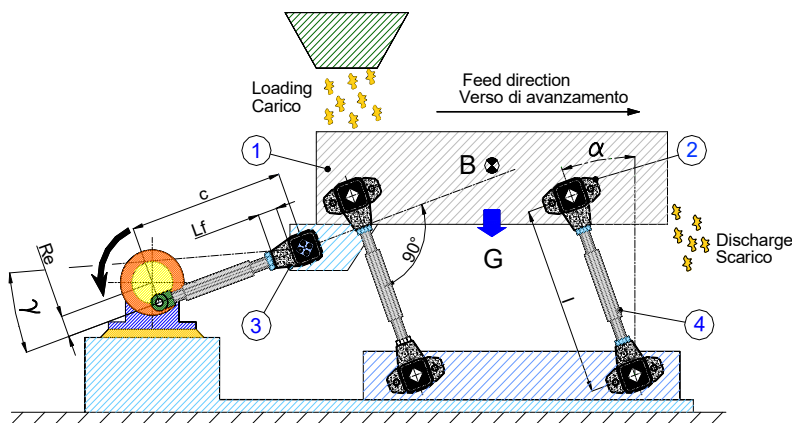 Loading
Carico
Feed direction
Verso di avanzamento
1
B
α
2
c
Lf
Re
90°
G
Discharge
Scarico
γ
l
3
4